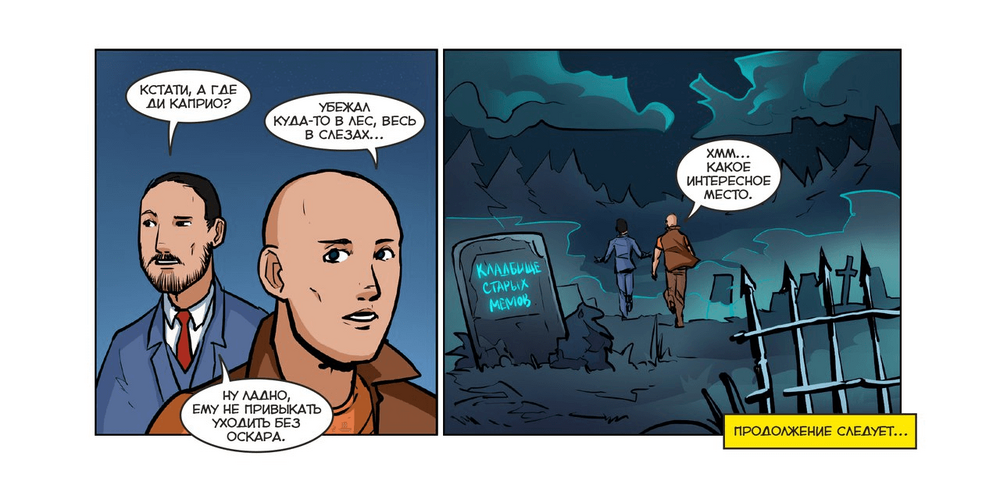 КСТАТИ, А ГДЕ
ДИ КАПРИО?
УБЕЖАЛ
КУДА-ТО В ЛЕС, ВЕСЬ
В СЛЕЗАХ...
НУ ЛАДНО,
ЕМУ НЕ ПРИВЫКАТЬ
УХОДИТЬ БЕЗ
ОСКАРА.
ХММ...
КАКОЕ
ИНТЕРЕСНОЕ
МЕСТО.
КЛАДБИЩЕ
СТАРЫХ
МЕМОВ
ПРОДОЛЖЕНИЕ СЛЕДУЕТ...